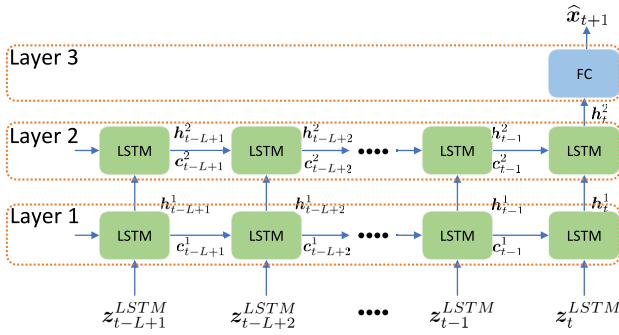 x̂_{t+1}
Layer 3
FC
h_t^2
Layer 2
LSTM h_{t-L+1}^2 LSTM h_{t-L+2}^2 •••• LSTM h_{t-1}^2 LSTM
c_{t-L+1}^2 c_{t-L+2}^2 c_{t-1}^2
h_{t-L+1}^1 h_{t-L+2}^1 h_{t-1}^1 h_t^1
Layer 1
LSTM LSTM •••• LSTM LSTM
c_{t-L+1}^1 c_{t-L+2}^1 c_{t-1}^1
z_{t-L+1}^{LSTM} z_{t-L+2}^{LSTM} •••• z_{t-1}^{LSTM} z_t^{LSTM}